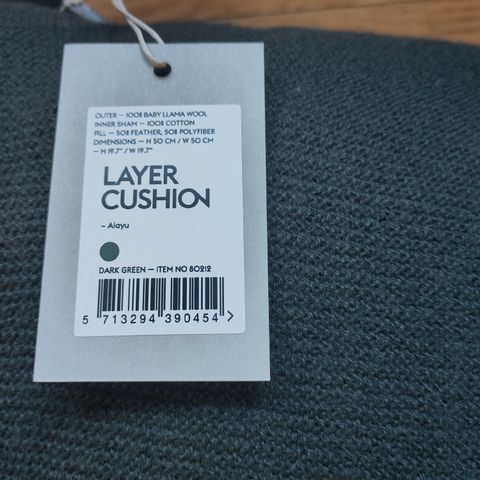 OUTER – 100% BABY LLAMA WOOL
INNER SHAM – 100% COTTON
FILL – 50% FEATHER, 50% POLYFIBER
DIMENSIONS – H 50 CM / W 50 CM
– H 19.7" / W 19.7"
LAYER
CUSHION
– Aiayu
DARK GREEN – ITEM NO 80212
5 713294 390454 >